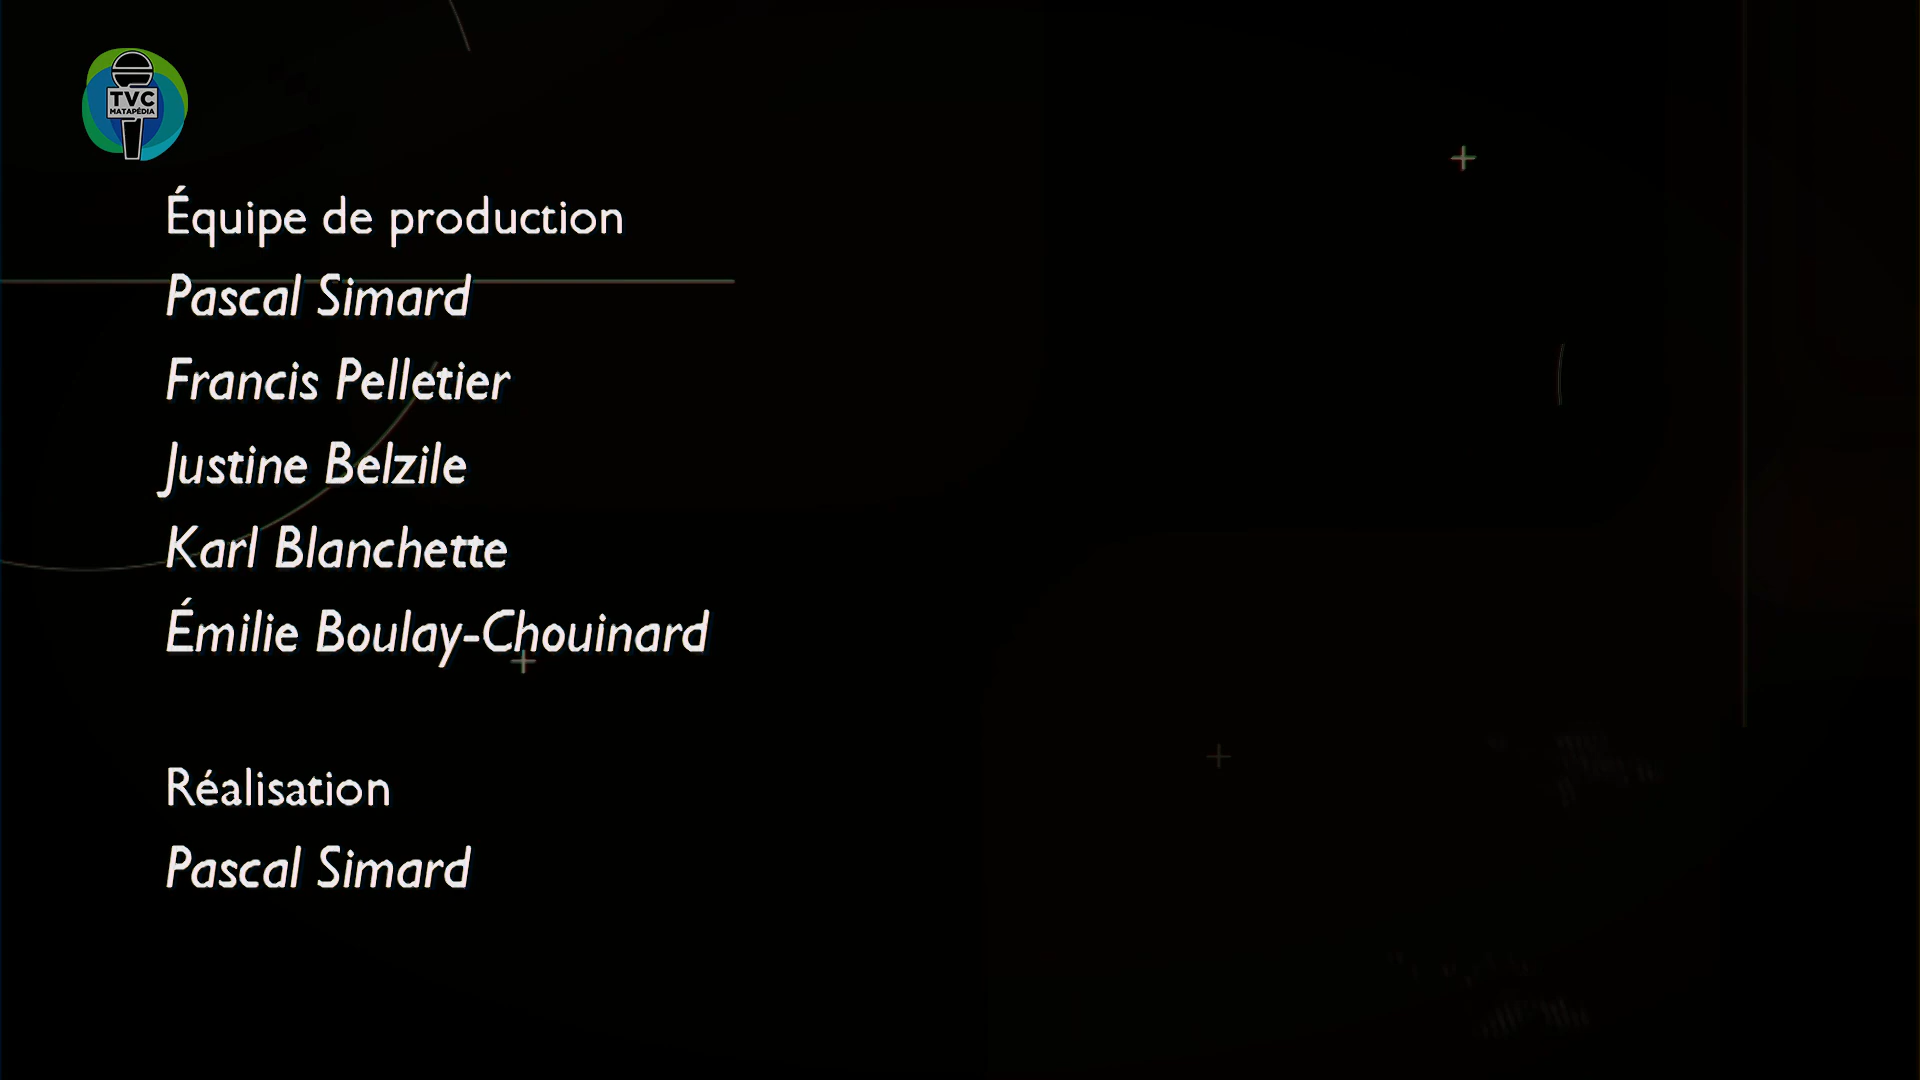 TVC
MATAPÉDIA
Équipe de production
Pascal Simard
Francis Pelletier
Justine Belzile
Karl Blanchette
Émilie Boulay-Chouinard
Réalisation
Pascal Simard